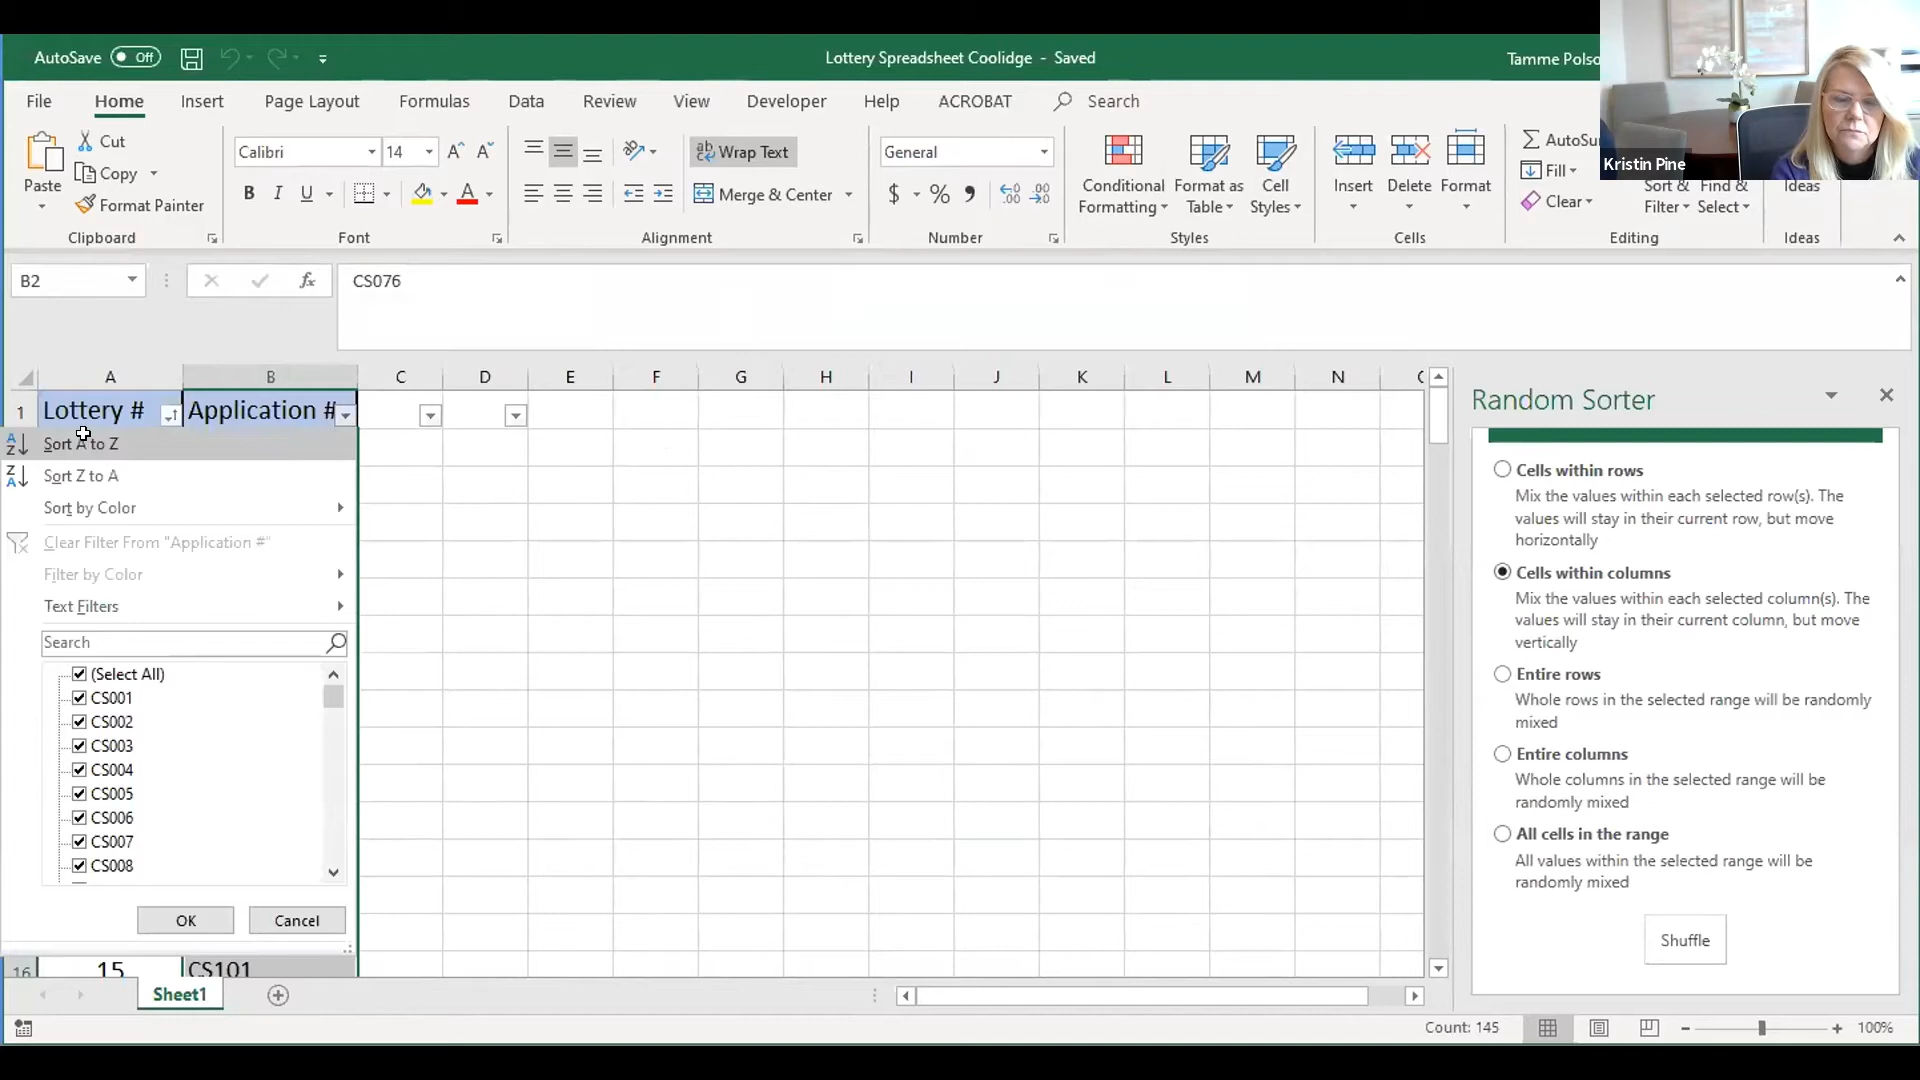 AutoSave Off
Lottery Spreadsheet Coolidge - Saved
Tamme Polso
File Home Insert Page Layout Formulas Data Review View Developer Help ACROBAT Search
Paste
Cut
Copy
Format Painter
Clipboard
Calibri 14
B I U A
Font
Wrap Text
Merge & Center
Alignment
General
$ % 9
Number
Conditional Formatting
Format as Table
Cell Styles
Styles
Insert Delete Format
Cells
AutoSu
Fill
Clear
Sort & Filter
Find & Select
Editing
Ideas
Ideas
Kristin Pine
B2
fx
CS076
A B C D E F G H I J K L M N
1 Lottery # Application #
Sort A to Z
Sort Z to A
Sort by Color
Clear Filter From "Application #"
Filter by Color
Text Filters
Search
(Select All)
CS001
CS002
CS003
CS004
CS005
CS006
CS007
CS008
OK Cancel
16 15 CS101
Sheet1
Random Sorter
Cells within rows
Mix the values within each selected row(s). The
values will stay in their current row, but move
horizontally
Cells within columns
Mix the values within each selected column(s). The
values will stay in their current column, but move
vertically
Entire rows
Whole rows in the selected range will be randomly
mixed
Entire columns
Whole columns in the selected range will be
randomly mixed
All cells in the range
All values within the selected range will be
randomly mixed
Shuffle
Count: 145
100%